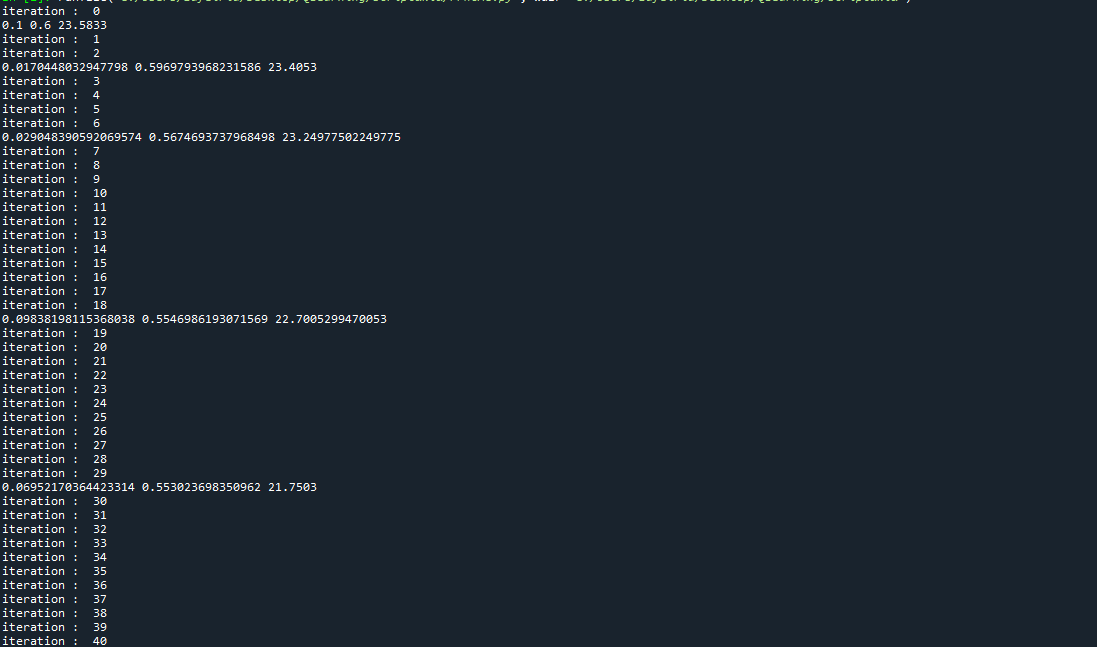 iteration :  0
0.1 0.6 23.5833
iteration :  1
iteration :  2
0.0170448032947798 0.5969793968231586 23.4053
iteration :  3
iteration :  4
iteration :  5
iteration :  6
0.029048390592069574 0.5674693737968498 23.24977502249775
iteration :  7
iteration :  8
iteration :  9
iteration :  10
iteration :  11
iteration :  12
iteration :  13
iteration :  14
iteration :  15
iteration :  16
iteration :  17
iteration :  18
0.09838198115368038 0.5546986193071569 22.7005299470053
iteration :  19
iteration :  20
iteration :  21
iteration :  22
iteration :  23
iteration :  24
iteration :  25
iteration :  26
iteration :  27
iteration :  28
iteration :  29
0.06952170364423314 0.553023698350962 21.7503
iteration :  30
iteration :  31
iteration :  32
iteration :  33
iteration :  34
iteration :  35
iteration :  36
iteration :  37
iteration :  38
iteration :  39
iteration :  40